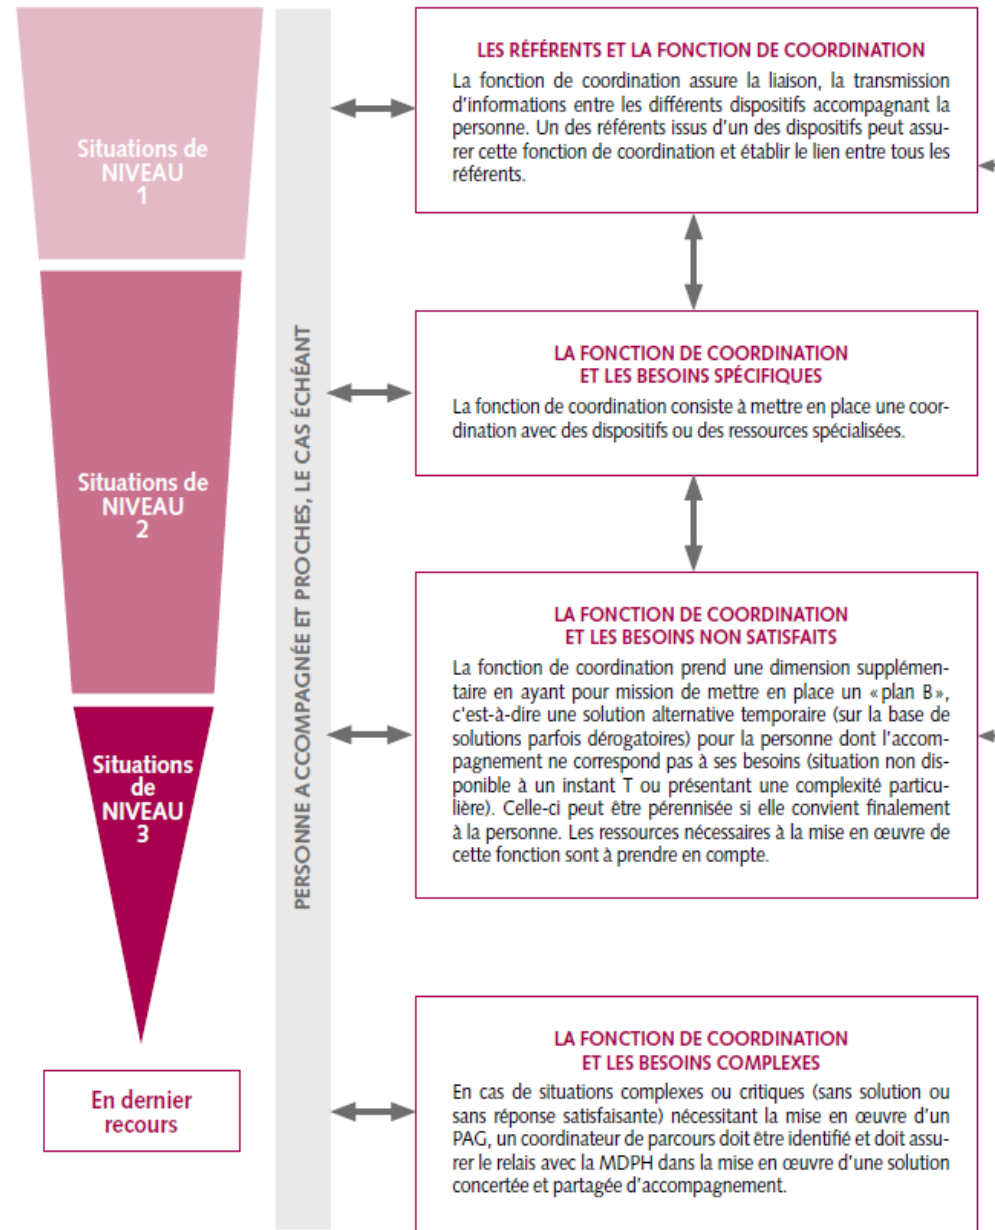 Situations de
NIVEAU
1
Situations de
NIVEAU
2
Situations
de
NIVEAU
3
En dernier
recours
PERSONNE ACCOMPAGNÉE ET PROCHES, LE CAS ÉCHÉANT
LES RÉFÉRENTS ET LA FONCTION DE COORDINATION
La fonction de coordination assure la liaison, la transmission
d'informations entre les différents dispositifs accompagnant la
personne. Un des référents issus d'un des dispositifs peut assu-
rer cette fonction de coordination et établir le lien entre tous les
référents.
LA FONCTION DE COORDINATION
ET LES BESOINS SPÉCIFIQUES
La fonction de coordination consiste à mettre en place une coor-
dination avec des dispositifs ou des ressources spécialisées.
LA FONCTION DE COORDINATION
ET LES BESOINS NON SATISFAITS
La fonction de coordination prend une dimension supplémen-
taire en ayant pour mission de mettre en place un «plan B»,
c'est-à-dire une solution alternative temporaire (sur la base de
solutions parfois dérogatoires) pour la personne dont l'accom-
pagnement ne correspond pas à ses besoins (situation non dis-
ponible à un instant T ou présentant une complexité particu-
lière). Celle-ci peut être pérennisée si elle convient finalement
à la personne. Les ressources nécessaires à la mise en œuvre de
cette fonction sont à prendre en compte.
LA FONCTION DE COORDINATION
ET LES BESOINS COMPLEXES
En cas de situations complexes ou critiques (sans solution ou
sans réponse satisfaisante) nécessitant la mise en œuvre d'un
PAG, un coordinateur de parcours doit être identifié et doit assu-
rer le relais avec la MDPH dans la mise en œuvre d'une solution
concertée et partagée d'accompagnement.